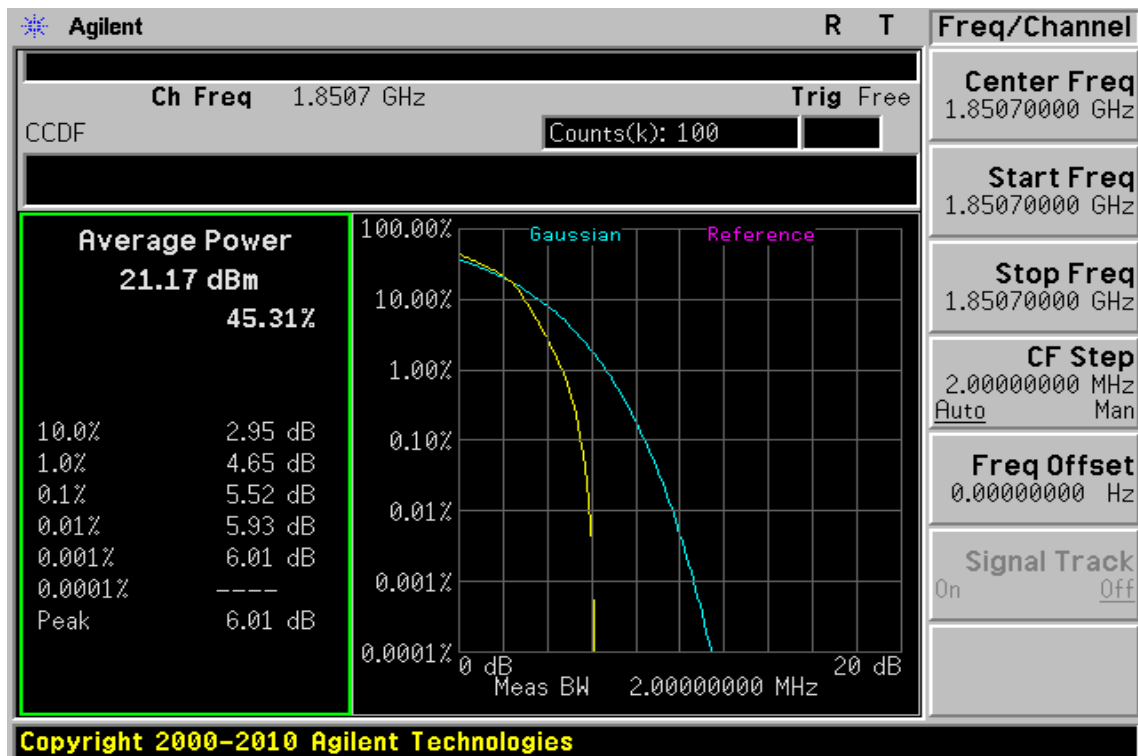 Agilent R T
Ch Freq 1.8507 GHz Trig Free
CCDF Counts(k): 100
Average Power
21.17 dBm
45.31%
10.0% 2.95 dB
1.0% 4.65 dB
0.1% 5.52 dB
0.01% 5.93 dB
0.001% 6.01 dB
0.0001% ----
Peak 6.01 dB
Gaussian Reference
100.00%
10.00%
1.00%
0.10%
0.01%
0.001%
0.0001%
0 dB 20 dB
Meas BW 2.00000000 MHz
Freq/Channel
Center Freq
1.85070000 GHz
Start Freq
1.85070000 GHz
Stop Freq
1.85070000 GHz
CF Step
2.00000000 MHz
Auto Man
Freq Offset
0.00000000 Hz
Signal Track
On Off
Copyright 2000-2010 Agilent Technologies